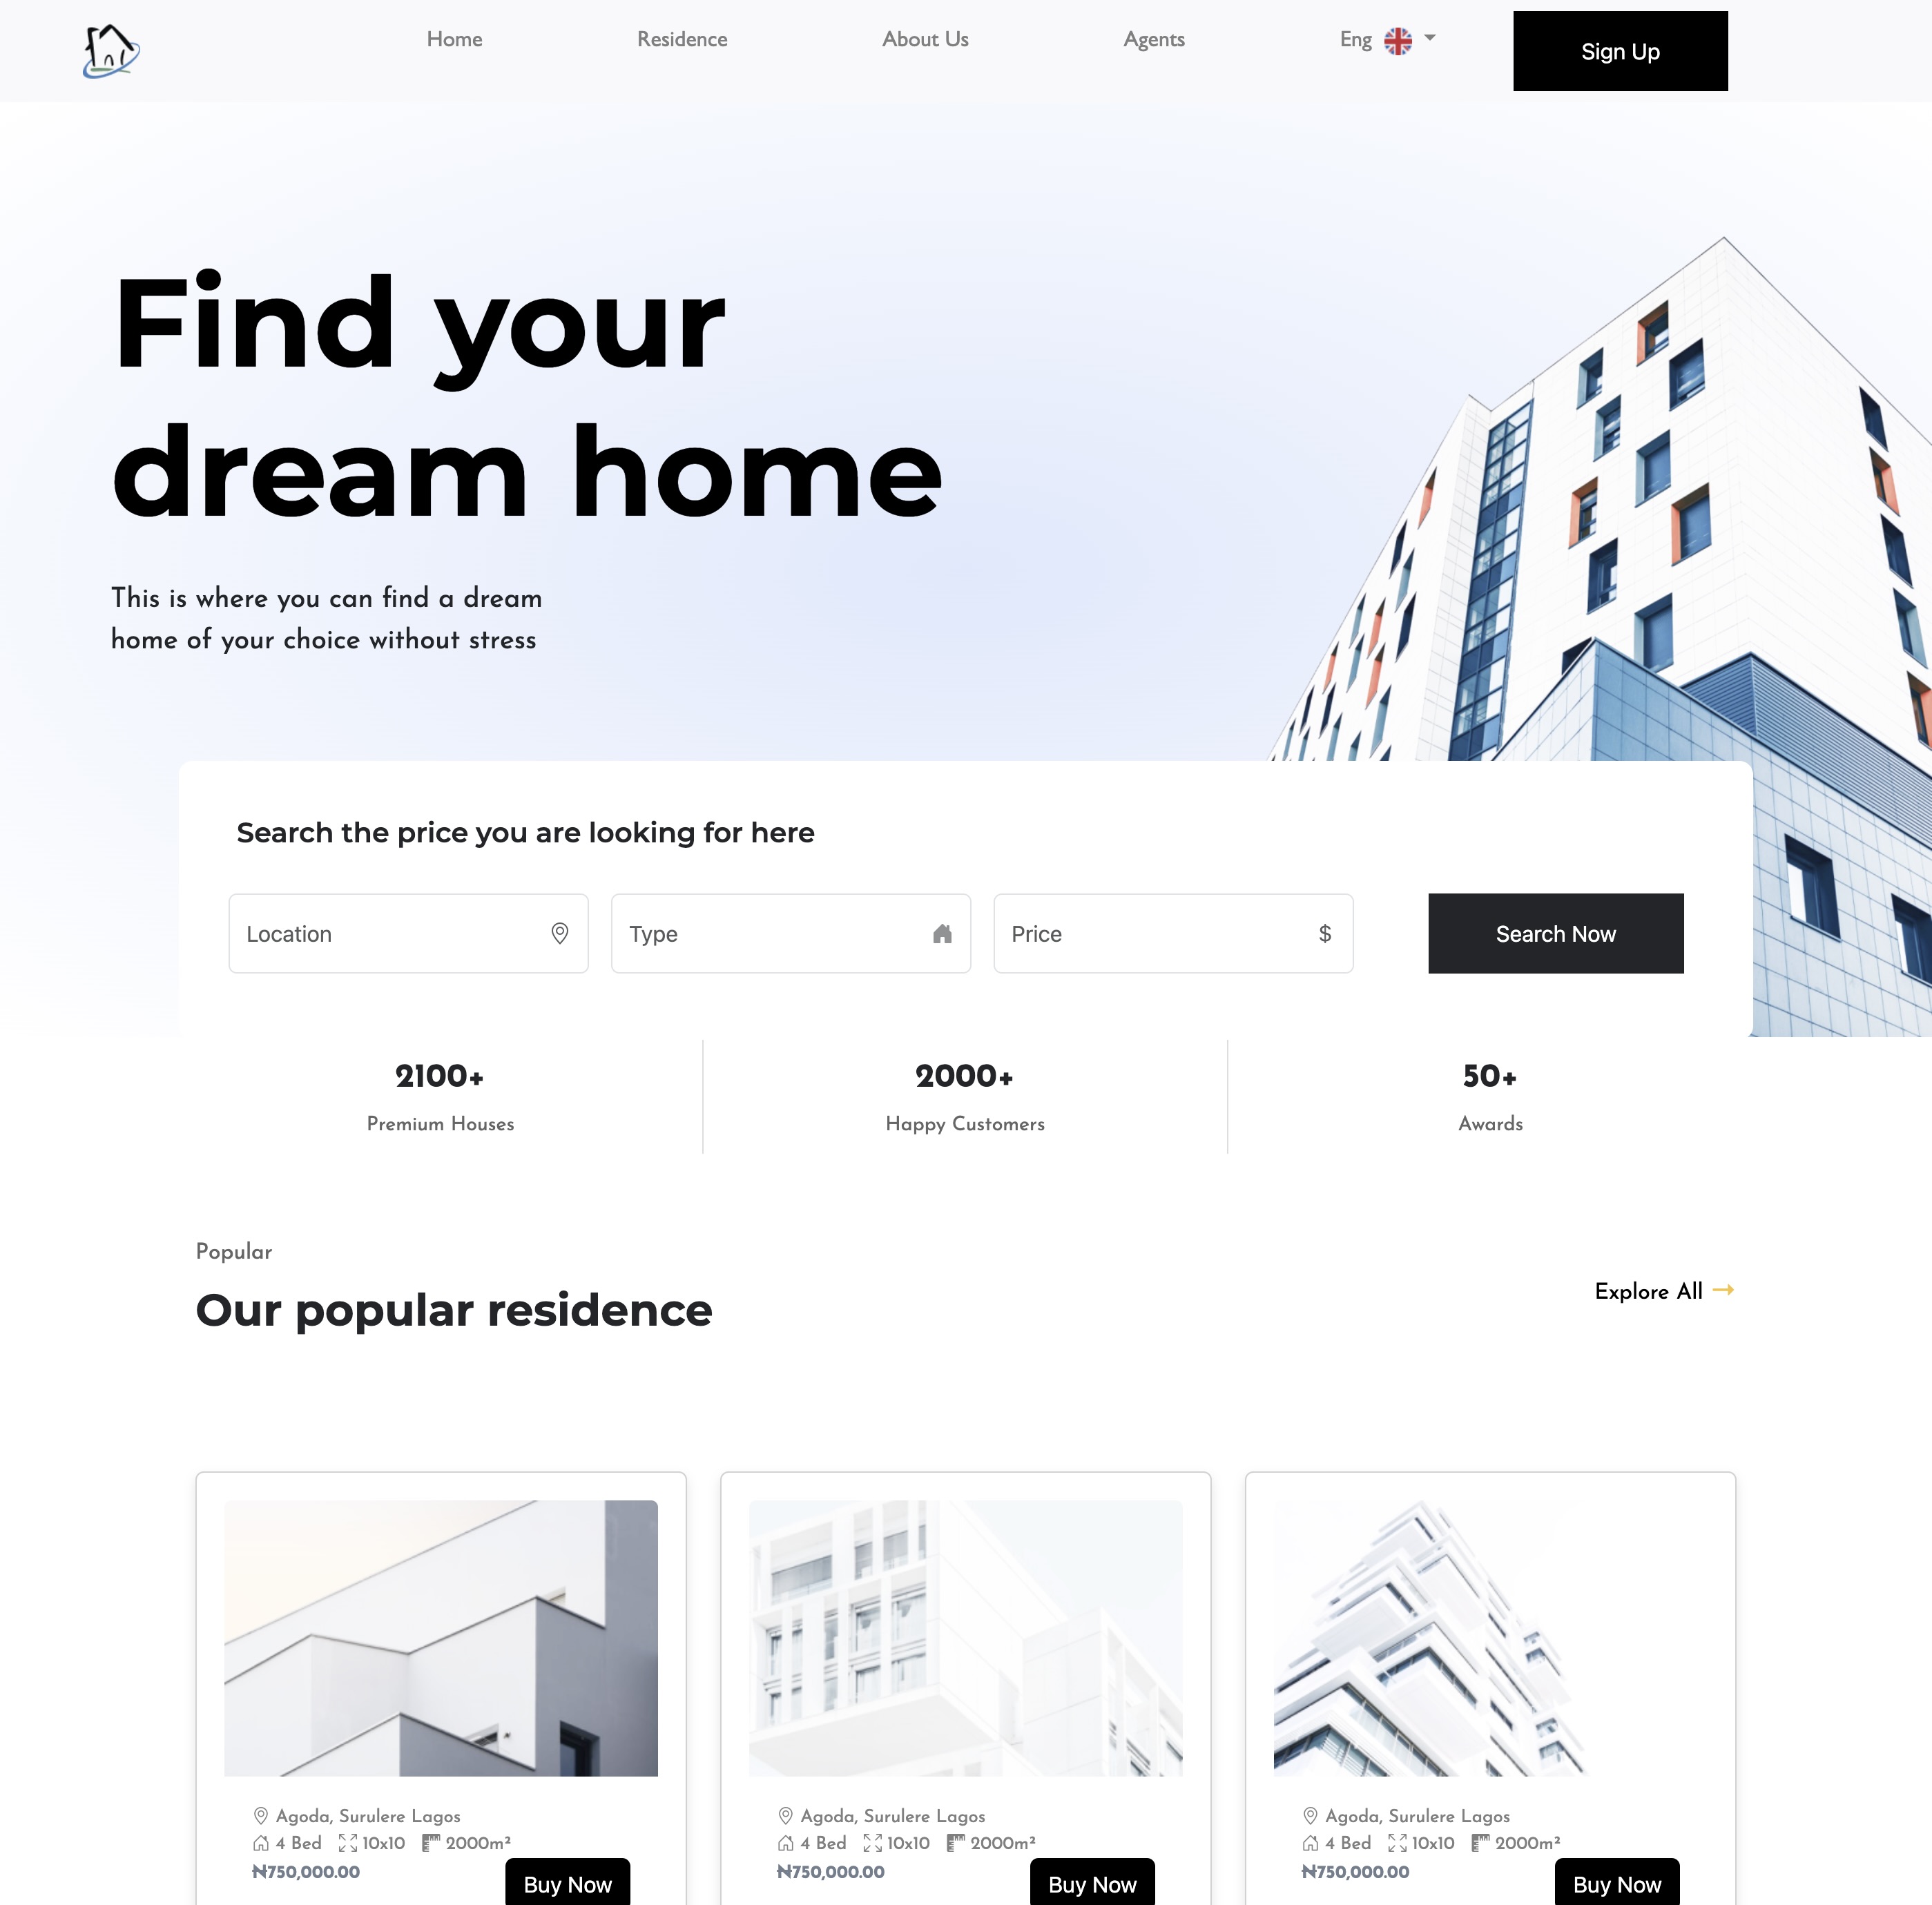 Home
Residence
About Us
Agents
Eng
Sign Up
Find your
dream home
This is where you can find a dream
home of your choice without stress
Search the price you are looking for here
Location
Type
Price
$
Search Now
2100+
Premium Houses
2000+
Happy Customers
50+
Awards
Popular
Our popular residence
Explore All
Agoda, Surulere Lagos
4 Bed 10x10 2000m²
₦750,000.00
Buy Now
Agoda, Surulere Lagos
4 Bed 10x10 2000m²
₦750,000.00
Buy Now
Agoda, Surulere Lagos
4 Bed 10x10 2000m²
₦750,000.00
Buy Now